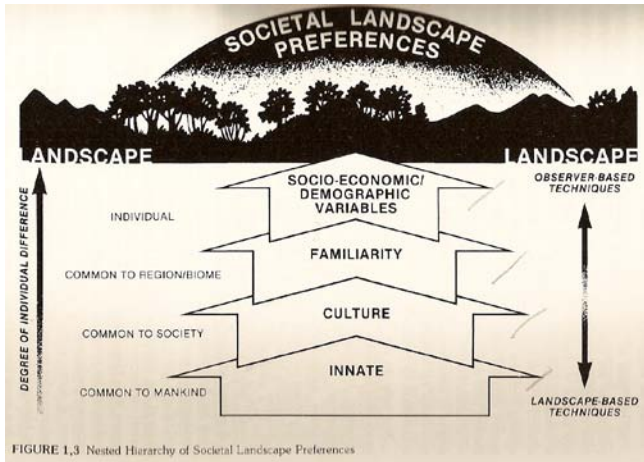 SOCIETAL LANDSCAPE
PREFERENCES
LANDSCAPE
LANDSCAPE
OBSERVER-BASED
TECHNIQUES
SOCIO-ECONOMIC/
DEMOGRAPHIC
VARIABLES
INDIVIDUAL
FAMILIARITY
COMMON TO REGION/BIOME
CULTURE
COMMON TO SOCIETY
INNATE
COMMON TO MANKIND
LANDSCAPE-BASED
TECHNIQUES
DEGREE OF INDIVIDUAL DIFFERENCE
FIGURE 1,3 Nested Hierarchy of Societal Landscape Preferences